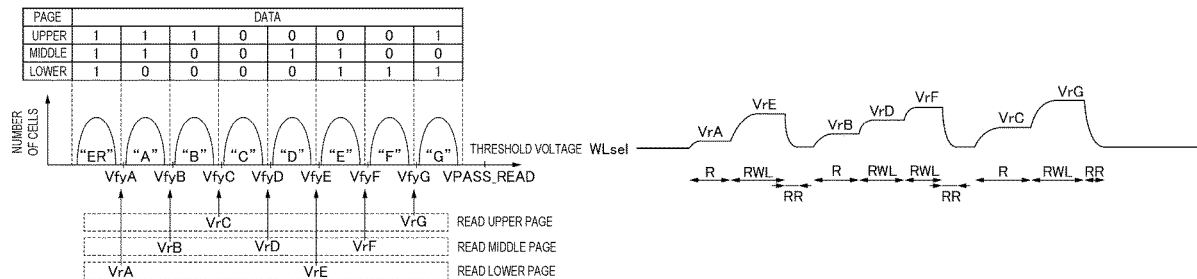 PAGE DATA
UPPER 1 1 1 0 0 0 0 1
MIDDLE 1 1 0 0 1 1 0 0
LOWER 1 0 0 0 0 1 1 1
NUMBER OF CELLS
"ER" "A" "B" "C" "D" "E" "F" "G" THRESHOLD VOLTAGE
VfyA VfyB VfyC VfyD VfyE VfyF VfyG VPASS_READ
VrC VrG READ UPPER PAGE
VrB VrD VrF READ MIDDLE PAGE
VrA VrE READ LOWER PAGE
WLsel VrA VrE VrB VrD VrF VrC VrG
R RWL R RWL RWL R RWL RR
RR RR